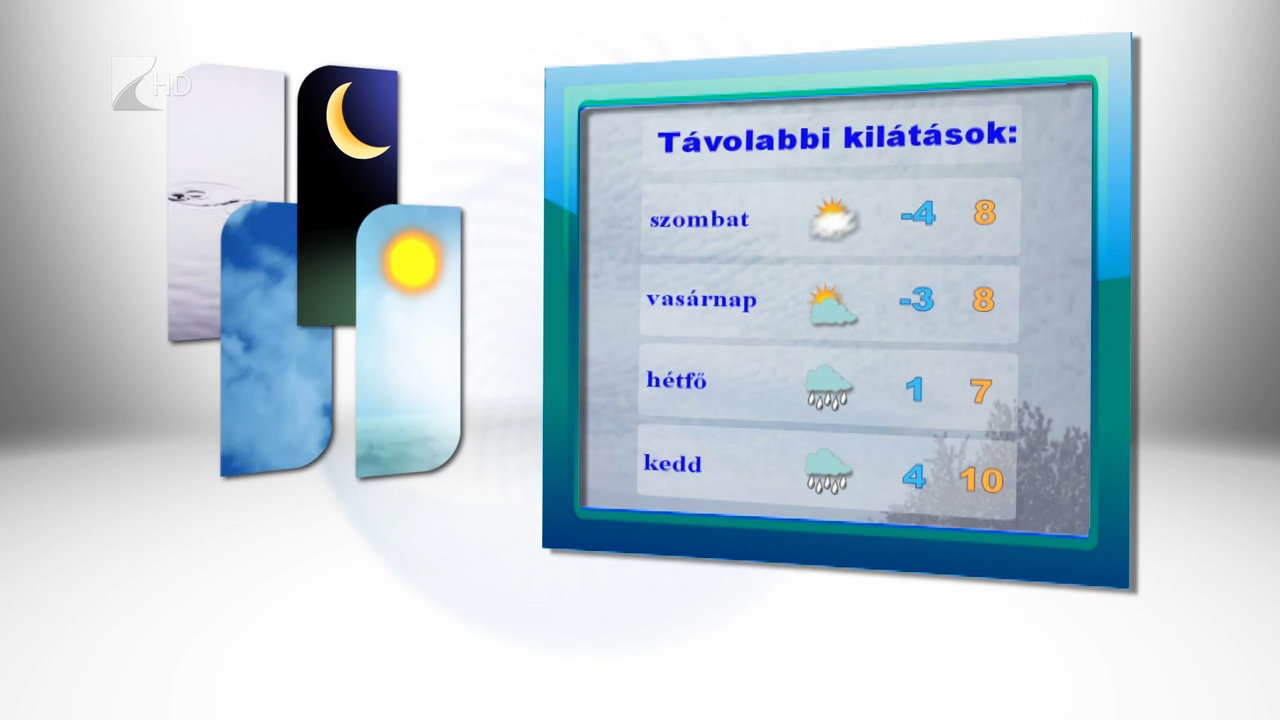 HD
Távolabbi kilátások:
szombat -4 8
vasárnap -3 8
hétfő 1 7
kedd 4 10